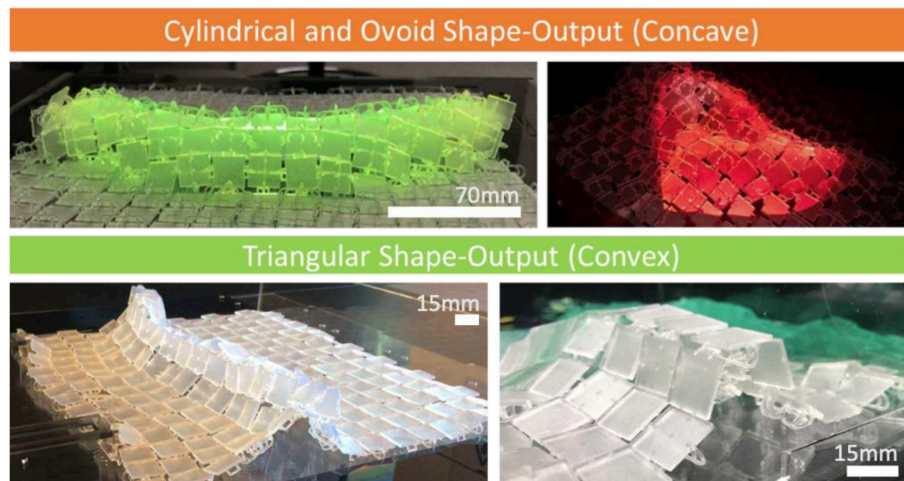 Cylindrical and Ovoid Shape-Output (Concave)
70mm
Triangular Shape-Output (Convex)
15mm
15mm